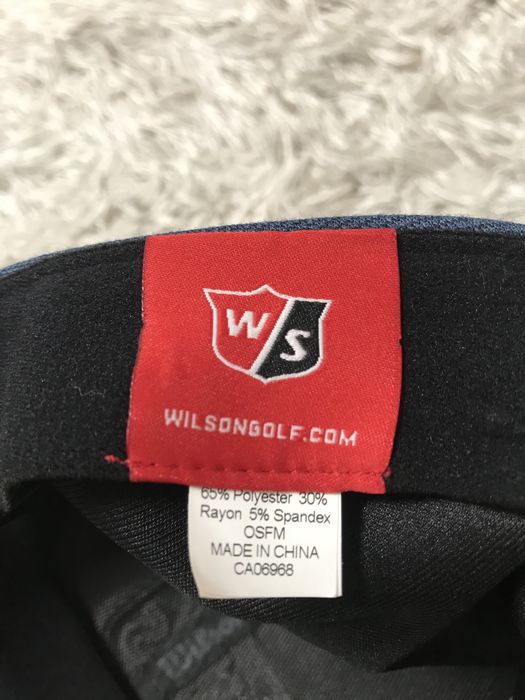 W/S
WILSONGOLF.COM
65% Polyester 30%
Rayon 5% Spandex
OSFM
MADE IN CHINA
CA06968